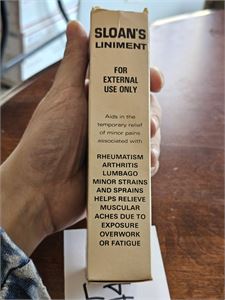 SLOAN'S
LINIMENT
FOR
EXTERNAL
USE ONLY
Aids in the
temporary relief
of minor pains
associated with
RHEUMATISM
ARTHRITIS
LUMBAGO
MINOR STRAINS
AND SPRAINS
HELPS RELIEVE
MUSCULAR
ACHES DUE TO
EXPOSURE
OVERWORK
OR FATIGUE